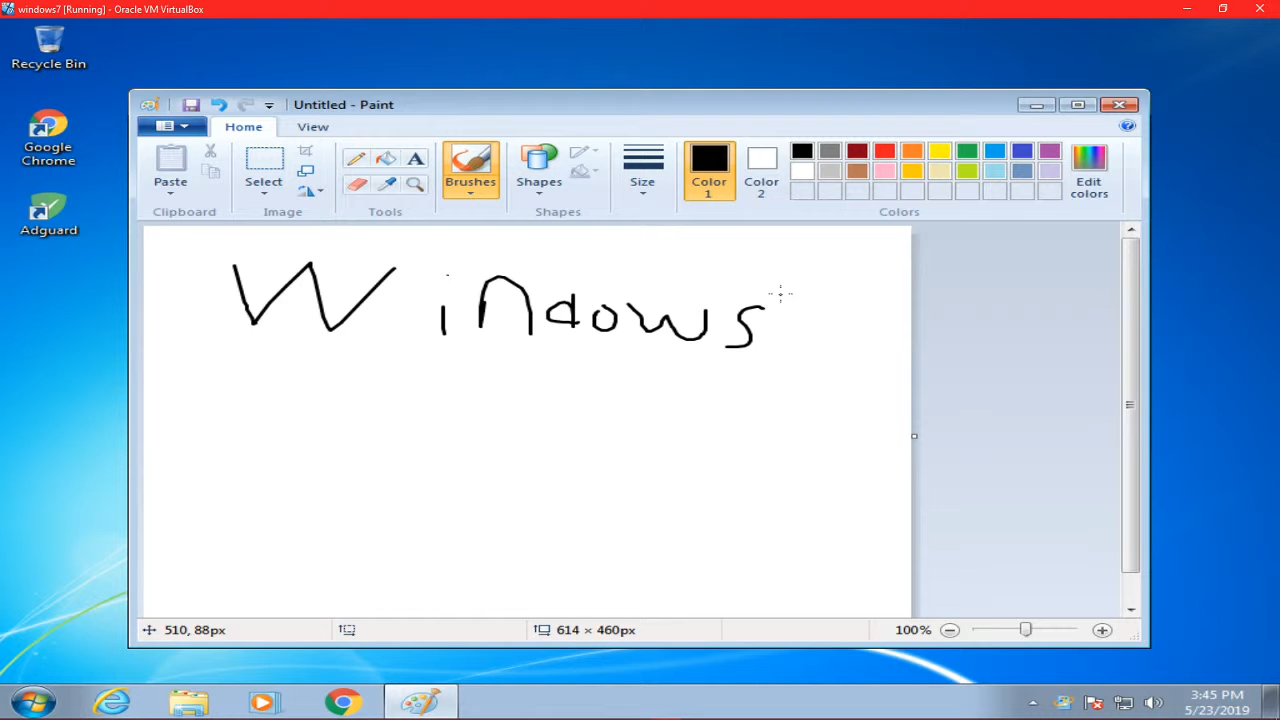 windows7 [Running] - Oracle VM VirtualBox
Recycle Bin
Google
Chrome
Adguard
Untitled - Paint
Home
View
Paste
Select
Brushes
Shapes
Size
Color
1
Color
2
Edit
colors
Clipboard
Image
Tools
Shapes
Colors
Windows
510, 88px
614 × 460px
100%
3:45 PM
5/23/2019